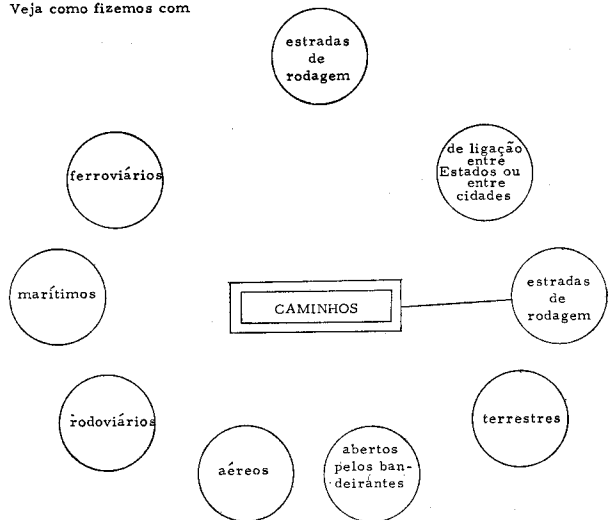 Veja como fizemos com
estradas
de
rodagem
de ligação
entre
Estados ou
entre
cidades
ferroviários
marítimos
CAMINHOS
estradas
de
rodagem
rodoviários
terrestres
aéreos
abertos
pelos ban-
deirantes